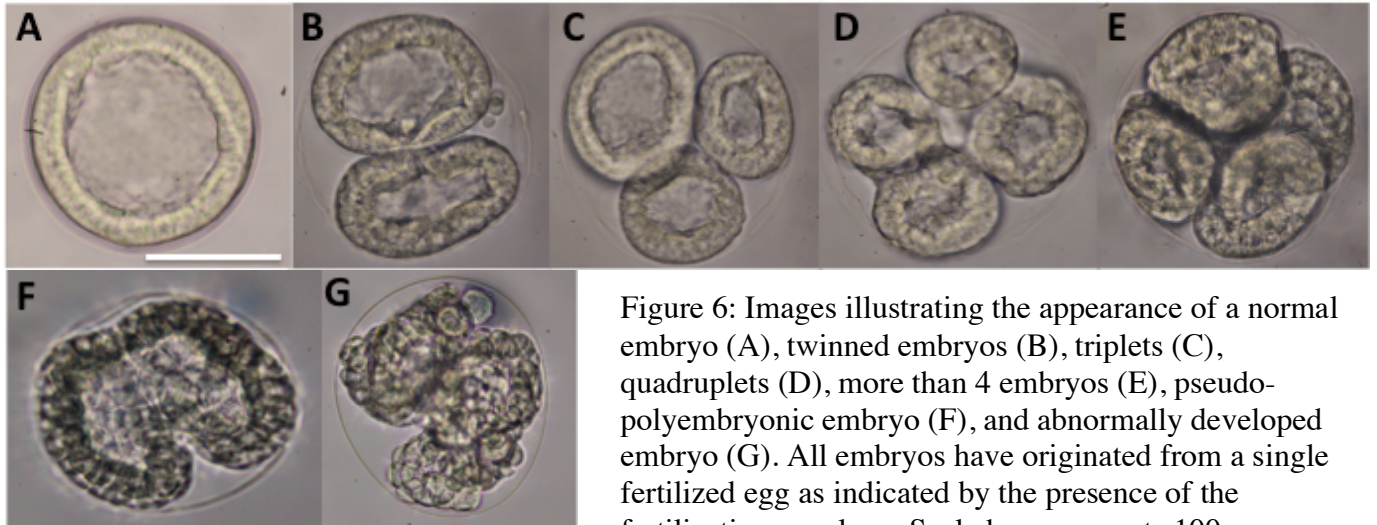 A
B
C
D
E
F
G
Figure 6: Images illustrating the appearance of a normal
embryo (A), twinned embryos (B), triplets (C),
quadruplets (D), more than 4 embryos (E), pseudo-
polyembryonic embryo (F), and abnormally developed
embryo (G). All embryos have originated from a single
fertilized egg as indicated by the presence of the